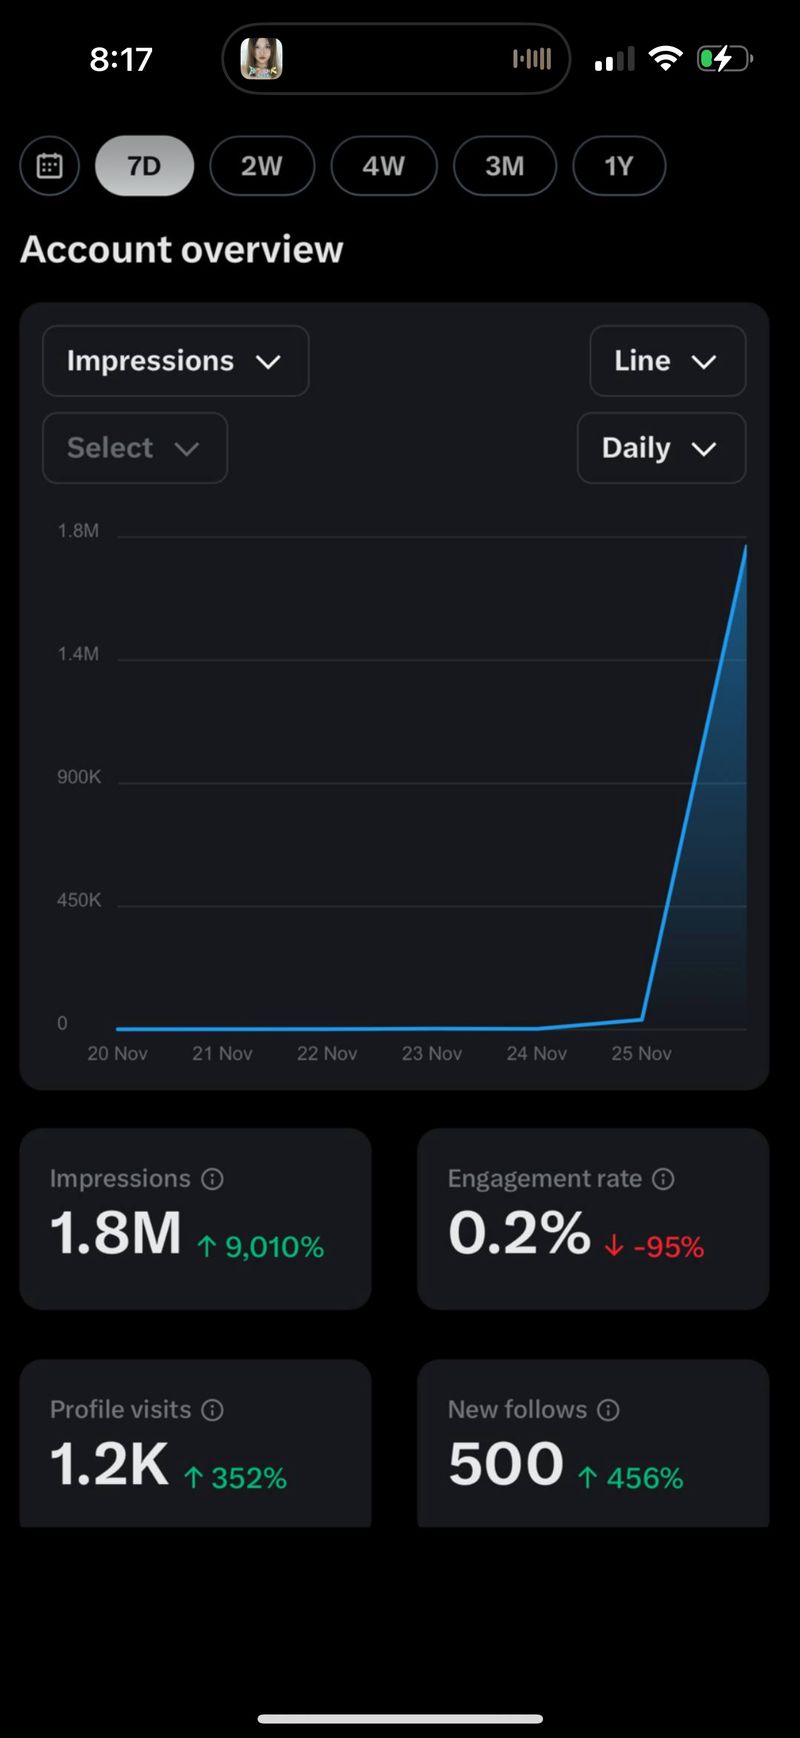 8:17
7D 2W 4W 3M 1Y
Account overview
Impressions Line
Select Daily
1.8M
1.4M
900K
450K
0
20 Nov 21 Nov 22 Nov 23 Nov 24 Nov 25 Nov
Impressions Engagement rate
1.8M ↑ 9,010% 0.2% ↓ -95%
Profile visits New follows
1.2K ↑ 352% 500 ↑ 456%